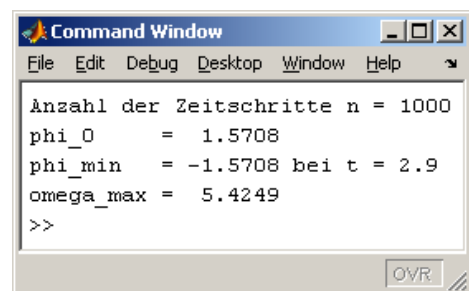 Command Window
File Edit Debug Desktop Window Help
Anzahl der Zeitschritte n = 1000
phi_0     =  1.5708
phi_min   = -1.5708 bei t = 2.9
omega_max =  5.4249
>>
OVR